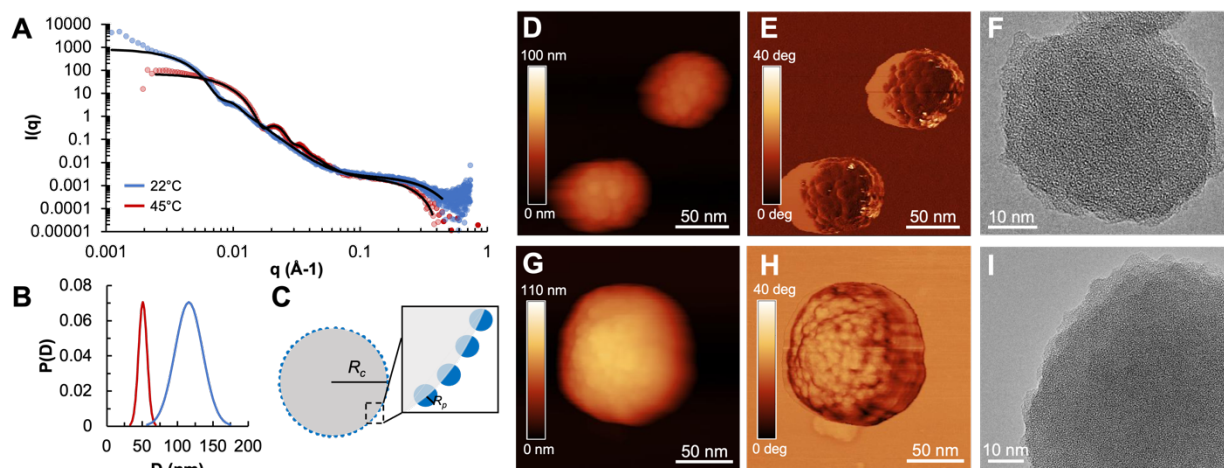 A
1000
1000
100
10
1
0.1
0.01
0.001
0.0001
0.00001
I(q)
22°C
45°C
0.001
0.01
0.1
1
q (Å-1)
B
0.08
0.06
0.04
0.02
0
P(D)
0
50
100
150
200
D (nm)
C
Rc
Rp
D
100 nm
0 nm
50 nm
E
40 deg
0 deg
50 nm
F
10 nm
G
110 nm
0 nm
50 nm
H
40 deg
0 deg
50 nm
I
10 nm